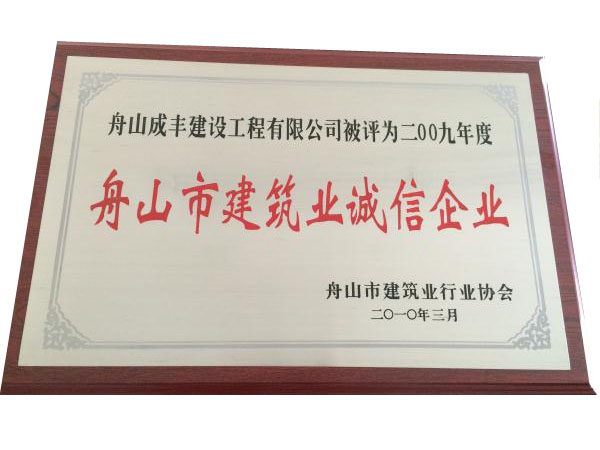 舟山成丰建设工程有限公司被评为二00九年度
舟山市建筑业诚信企业
舟山市建筑业行业协会
二〇一〇年三月